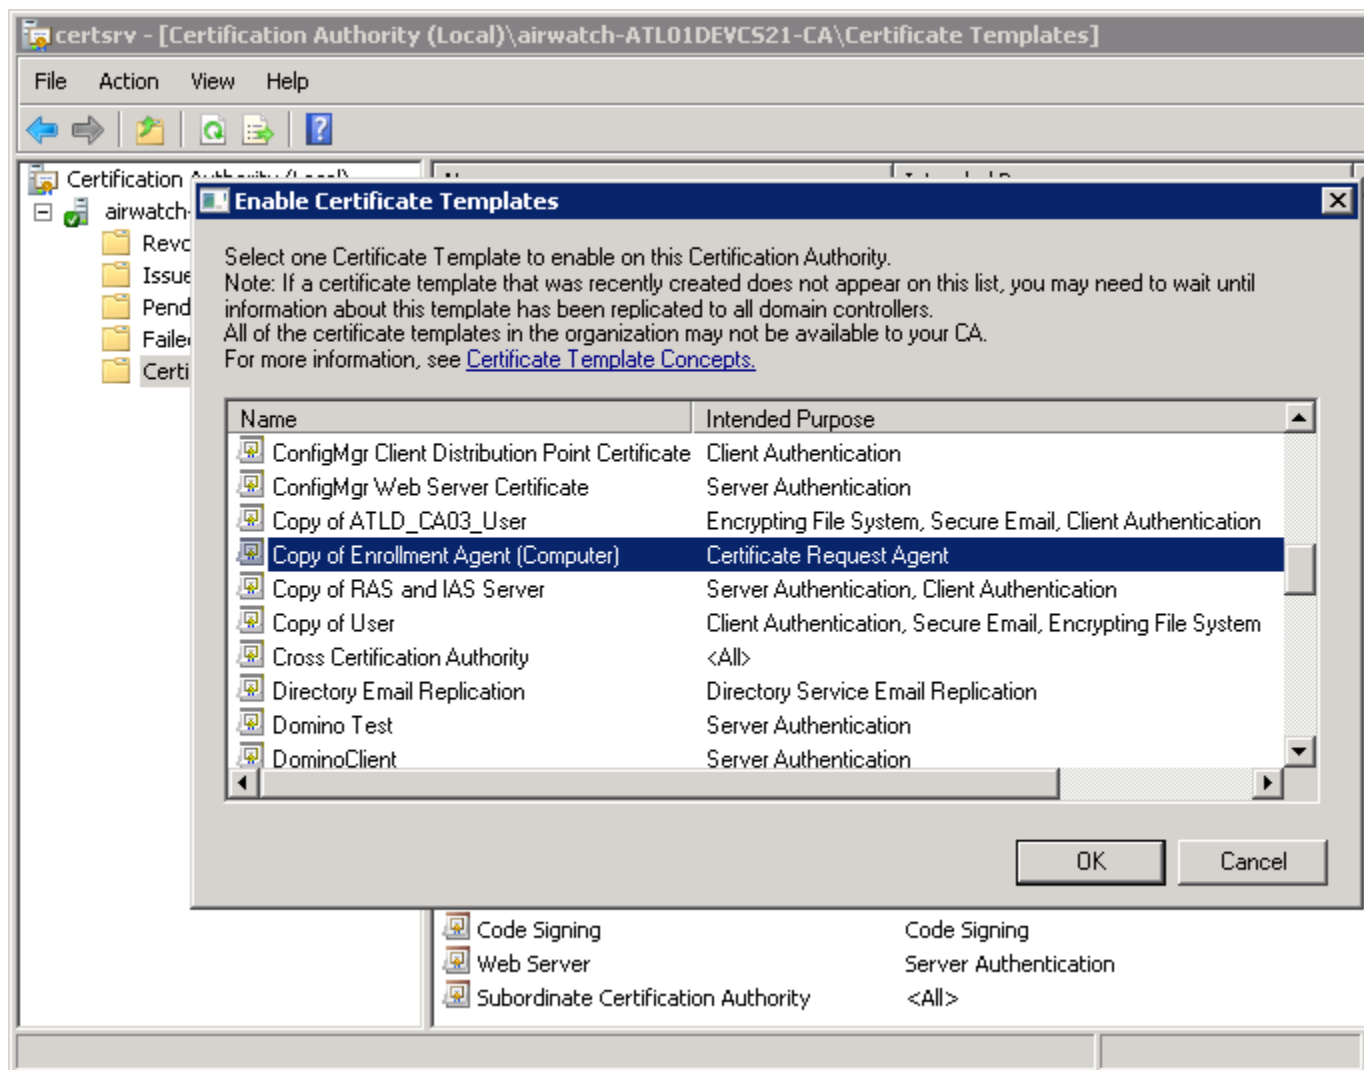 certsrv - [Certification Authority (Local)\airwatch-ATL01DEVCS21-CA\Certificate Templates]
File Action View Help
Certification
airwatch-
Enable Certificate Templates
Revo
Issue
Pend
Failed
Certi
Select one Certificate Template to enable on this Certification Authority.
Note: If a certificate template that was recently created does not appear on this list, you may need to wait until
information about this template has been replicated to all domain controllers.
All of the certificate templates in the organization may not be available to your CA.
For more information, see Certificate Template Concepts.
Name Intended Purpose
ConfigMgr Client Distribution Point Certificate Client Authentication
ConfigMgr Web Server Certificate Server Authentication
Copy of ATLD_CA03_User Encrypting File System, Secure Email, Client Authentication
Copy of Enrollment Agent (Computer) Certificate Request Agent
Copy of RAS and IAS Server Server Authentication, Client Authentication
Copy of User Client Authentication, Secure Email, Encrypting File System
Cross Certification Authority <All>
Directory Email Replication Directory Service Email Replication
Domino Test Server Authentication
DominoClient Server Authentication
OK Cancel
Code Signing Code Signing
Web Server Server Authentication
Subordinate Certification Authority <All>